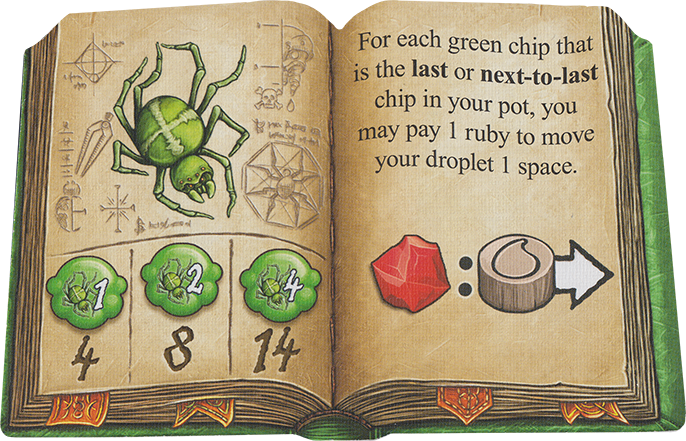 1
2
4
4
8
14
For each green chip that
is the last or next-to-last
chip in your pot, you
may pay 1 ruby to move
your droplet 1 space.
: